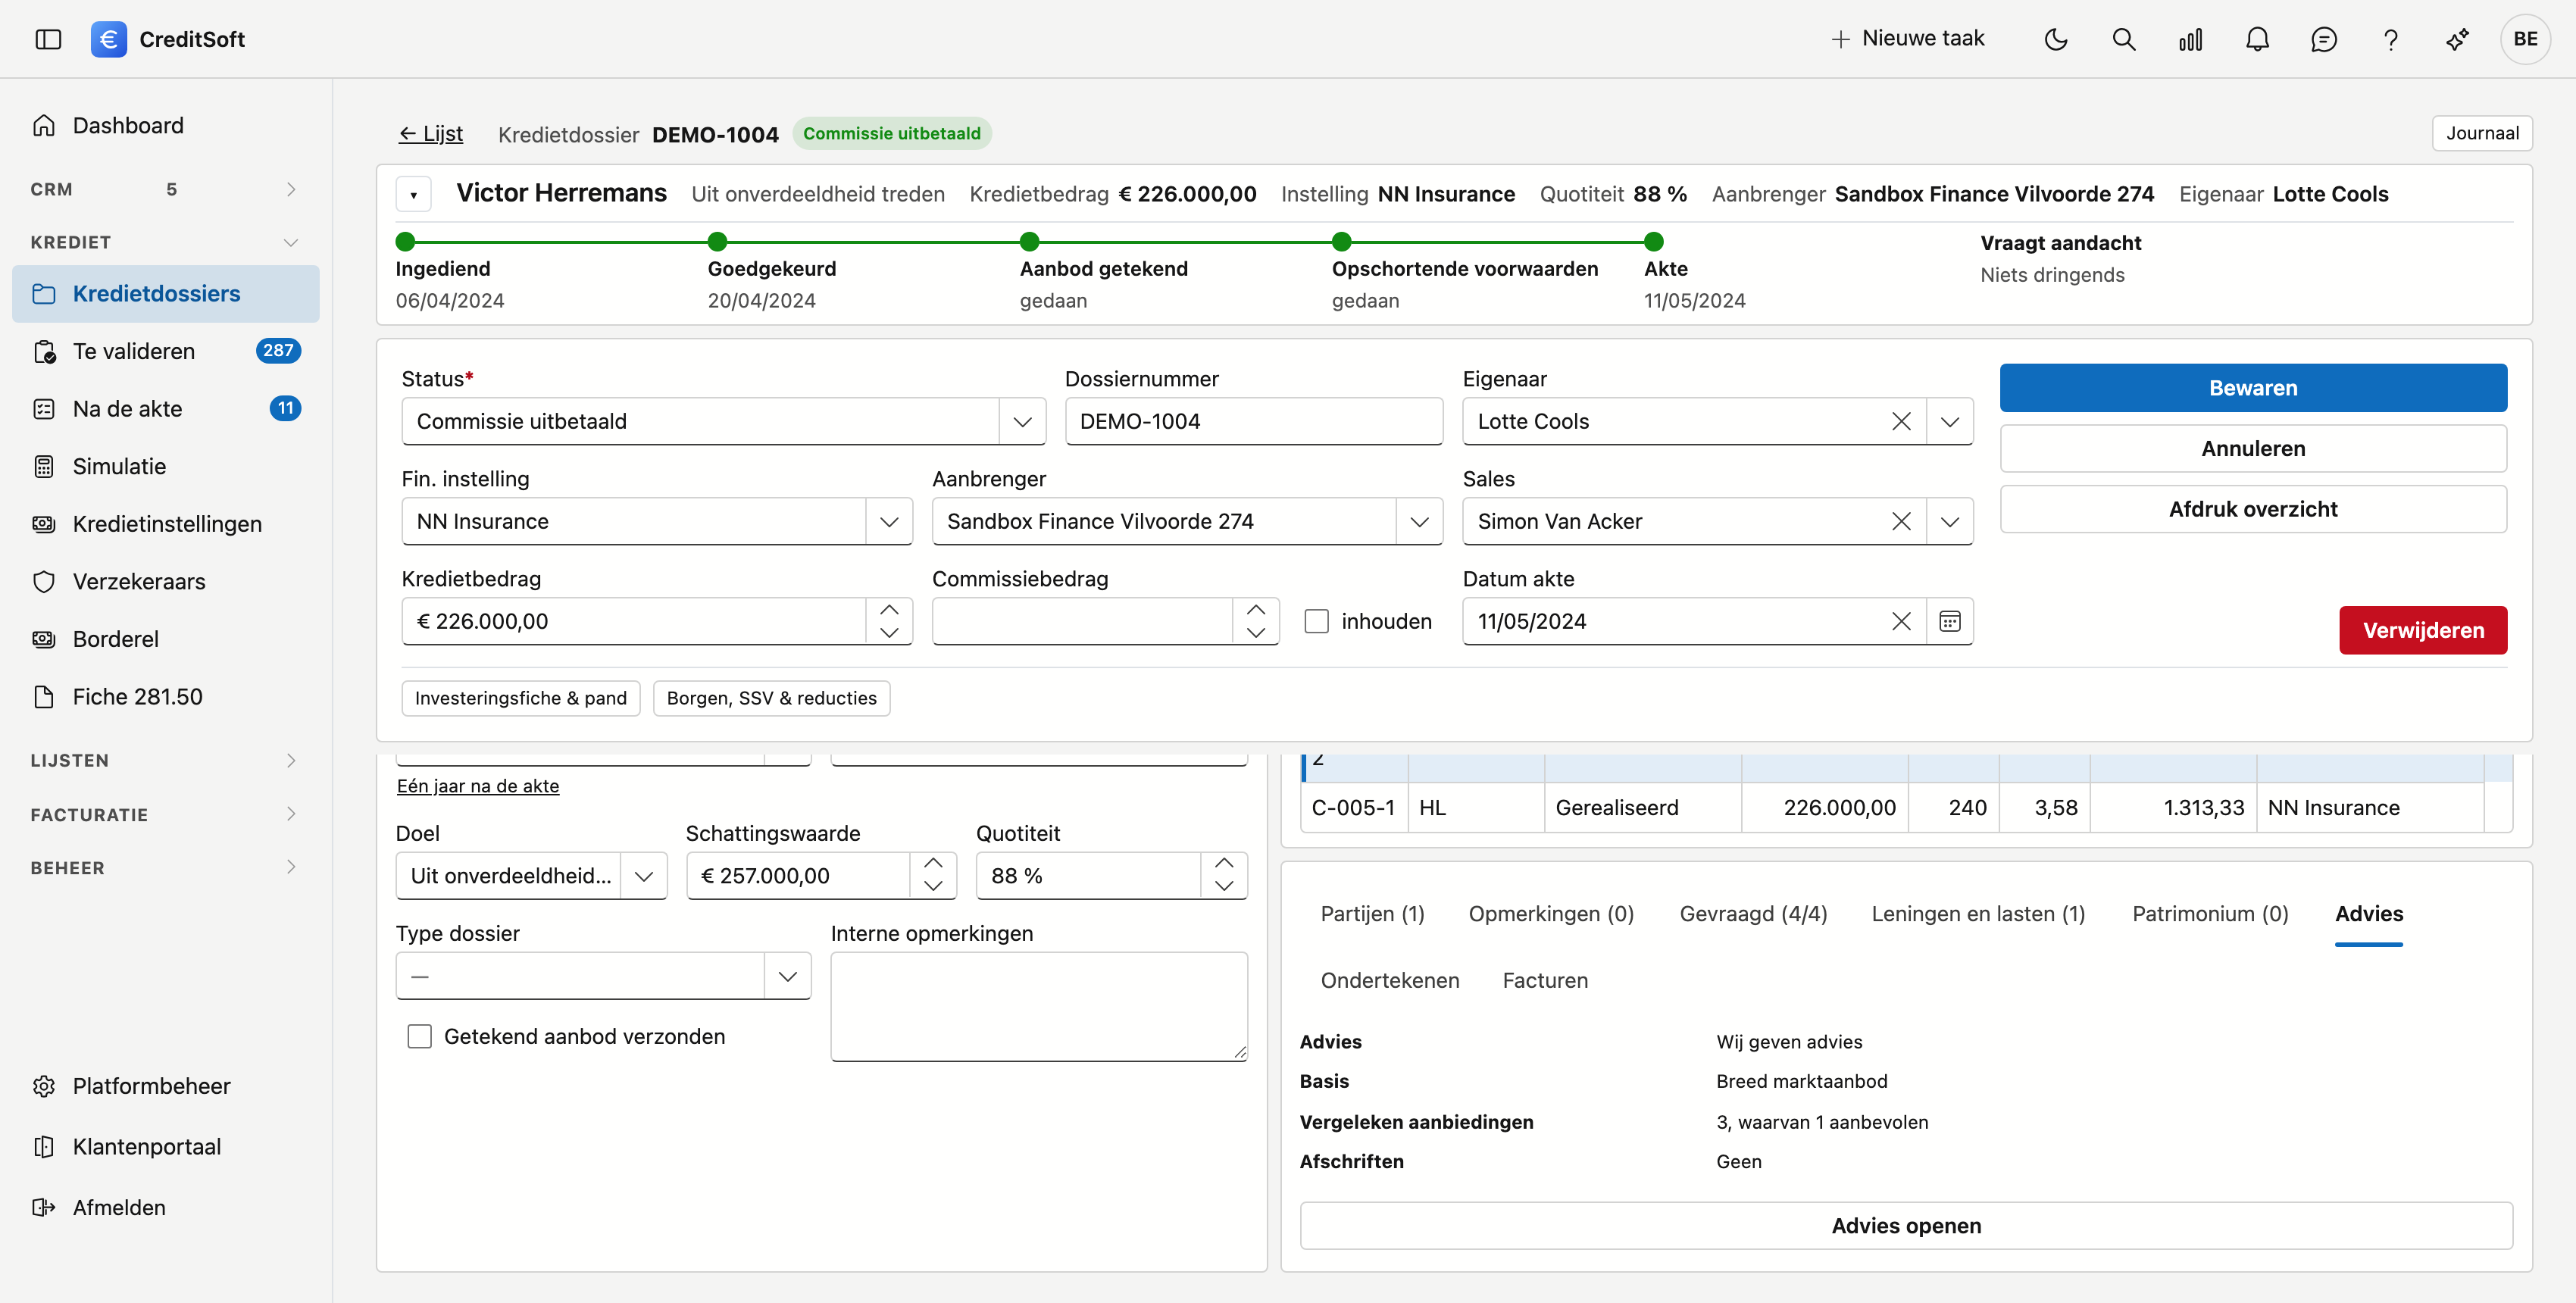 € CreditSoft
Nieuwe taak
BE
Dashboard
CRM 5
KREDIET
Kredietdossiers
Te valideren 287
Na de akte 11
Simulatie
Kredietinstellingen
Verzekeraars
Borderel
Fiche 281.50
LIJSTEN
FACTURATIE
BEHEER
Platformbeheer
Klantenportaal
Afmelden
← Lijst Kredietdossier DEMO-1004 Commissie uitbetaald Journaal
Victor Herremans Uit onverdeeldheid treden Kredietbedrag € 226.000,00 Instelling NN Insurance Quotiteit 88 % Aanbrenger Sandbox Finance Vilvoorde 274 Eigenaar Lotte Cools
Ingediend Goedgekeurd Aanbod getekend Opschortende voorwaarden Akte Vraagt aandacht
06/04/2024 20/04/2024 gedaan gedaan 11/05/2024 Niets dringends
Status* Dossiernummer Eigenaar
Commissie uitbetaald DEMO-1004 Lotte Cools
Fin. instelling Aanbrenger Sales
NN Insurance Sandbox Finance Vilvoorde 274 Simon Van Acker
Kredietbedrag Commissiebedrag Datum akte
€ 226.000,00 inhouden 11/05/2024
Bewaren
Annuleren
Afdruk overzicht
Verwijderen
Investeringsfiche & pand Borgen, SSV & reducties
Eén jaar na de akte
Doel Schattingswaarde Quotiteit
Uit onverdeeldheid... € 257.000,00 88 %
Type dossier Interne opmerkingen
—
Getekend aanbod verzonden
2
C-005-1 HL Gerealiseerd 226.000,00 240 3,58 1.313,33 NN Insurance
Partijen (1) Opmerkingen (0) Gevraagd (4/4) Leningen en lasten (1) Patrimonium (0) Advies
Ondertekenen Facturen
Advies Wij geven advies
Basis Breed marktaanbod
Vergeleken aanbiedingen 3, waarvan 1 aanbevolen
Afschriften Geen
Advies openen